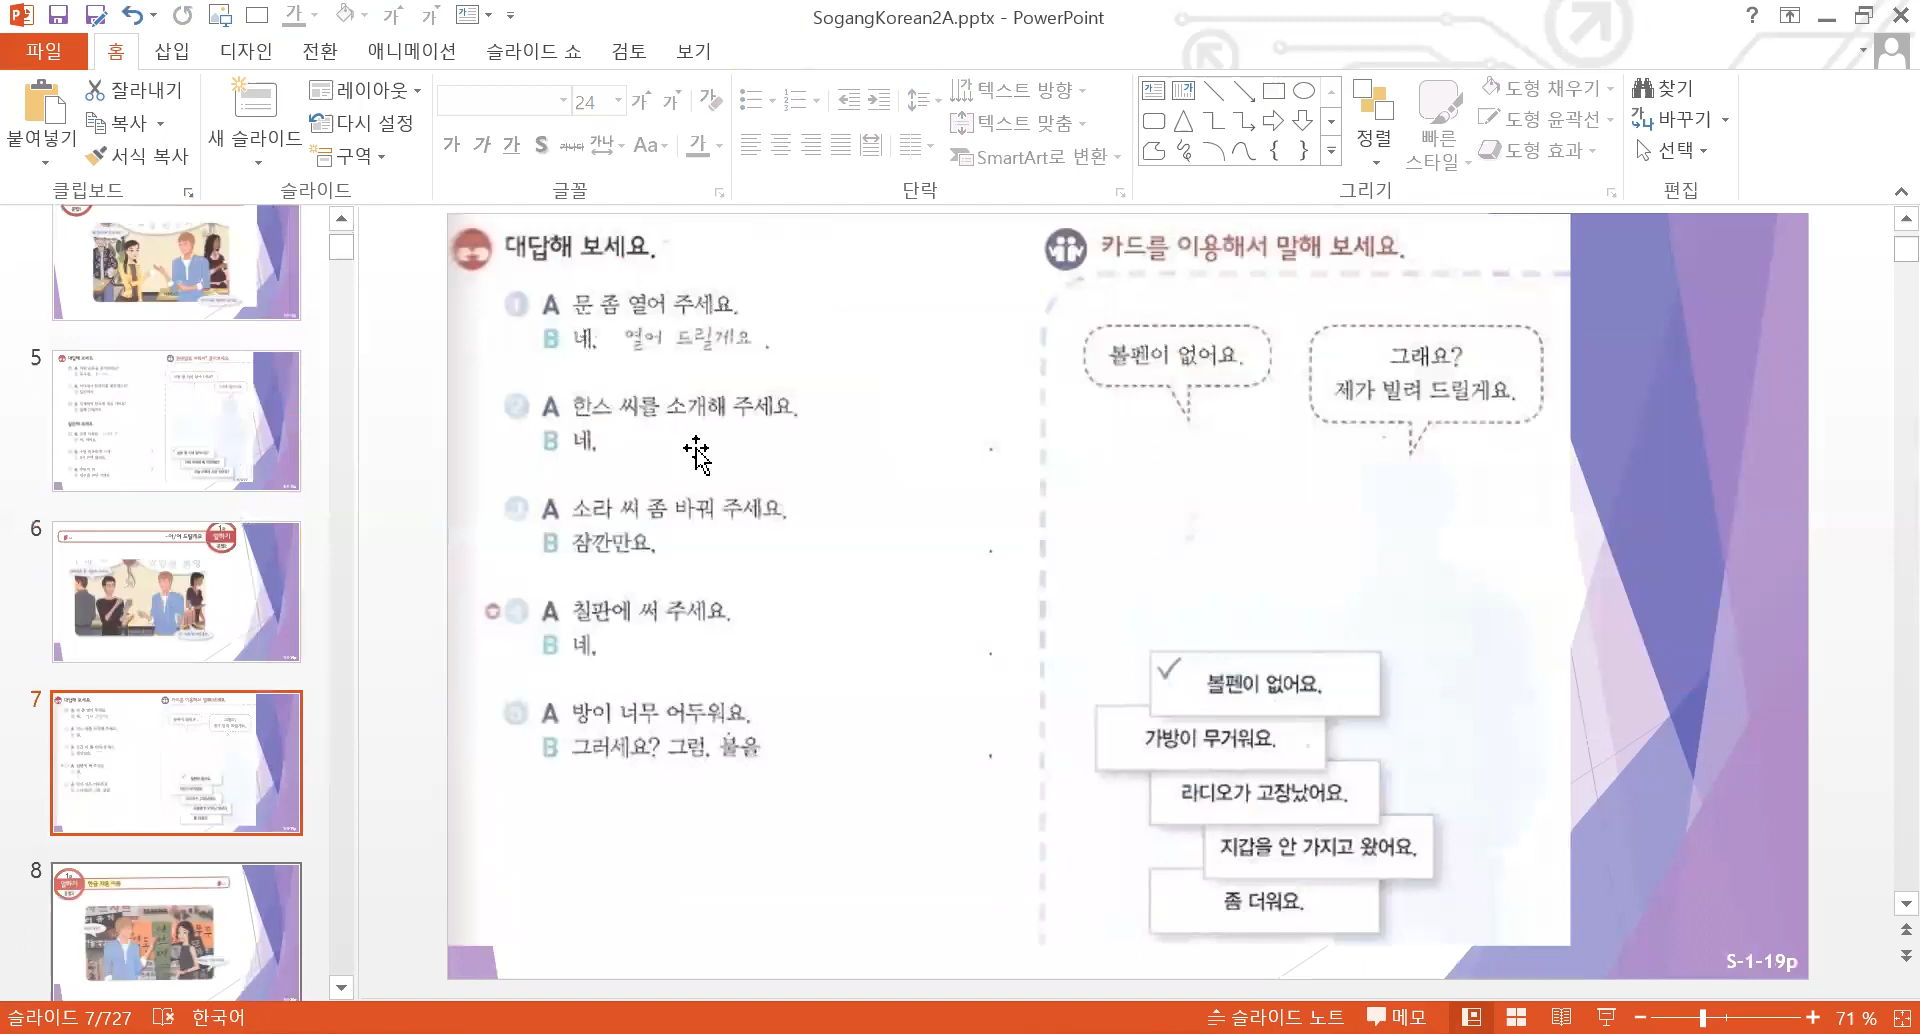 SogangKorean2A.pptx - PowerPoint
파일 홈 삽입 디자인 전환 애니메이션 슬라이드 쇼 검토 보기
붙여넣기
잘라내기
복사
서식 복사
클립보드
새 슬라이드
레이아웃
다시 설정
구역
슬라이드
24
글꼴
텍스트 방향
텍스트 맞춤
SmartArt로 변환
단락
정렬
빠른
스타일
도형 채우기
도형 윤곽선
도형 효과
그리기
찾기
바꾸기
선택
편집
5
6
7
8
대답해 보세요.
1 A 문 좀 열어 주세요.
B 네, 열어 드릴게요 .
2 A 한스 씨를 소개해 주세요.
B 네, .
3 A 소라 씨 좀 바꿔 주세요.
B 잠깐만요, .
4 A 칠판에 써 주세요.
B 네, .
5 A 방이 너무 어두워요.
B 그러세요? 그럼, 불을 .
카드를 이용해서 말해 보세요.
볼펜이 없어요.
그래요?
제가 빌려 드릴게요.
볼펜이 없어요.
가방이 무거워요.
라디오가 고장났어요.
지갑을 안 가지고 왔어요.
좀 더워요.
S-1-19p
슬라이드 7/727 한국어
슬라이드 노트 메모 71 %